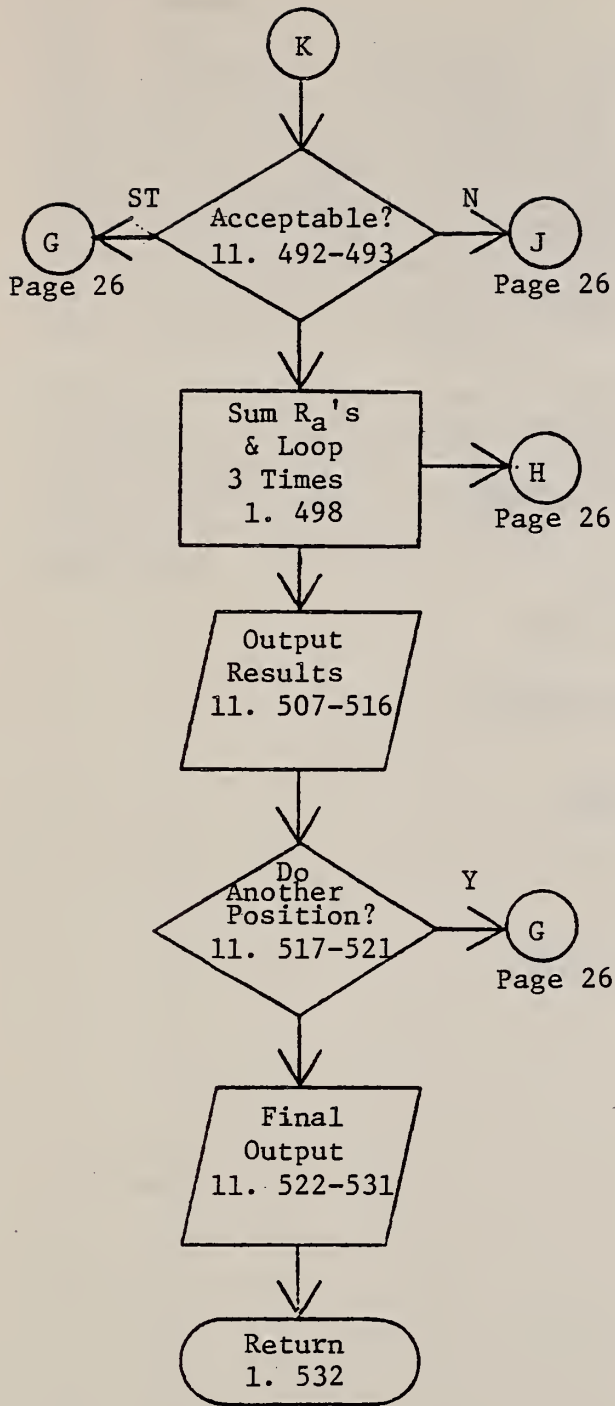 K
ST
N
G
Acceptable?
11. 492-493
J
Page 26
Page 26
Sum Ra's
& Loop
3 Times
1. 498
H
Page 26
Output
Results
11. 507-516
Do
Another
Position?
11. 517-521
Y
G
Page 26
Final
Output
11. 522-531
Return
1. 532